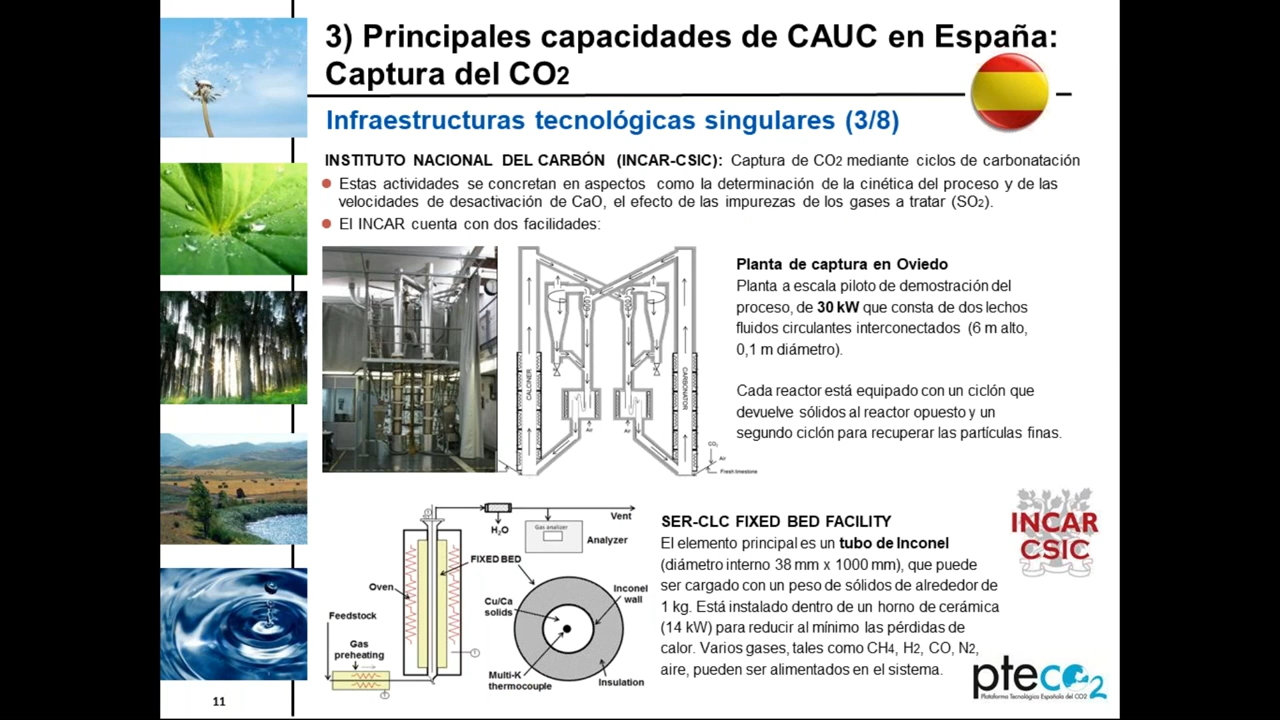 3) Principales capacidades de CAUC en España:
Captura del CO2
Infraestructuras tecnológicas singulares (3/8)
INSTITUTO NACIONAL DEL CARBÓN (INCAR-CSIC): Captura de CO2 mediante ciclos de carbonatación
Estas actividades se concretan en aspectos como la determinación de la cinética del proceso y de las
velocidades de desactivación de CaO, el efecto de las impurezas de los gases a tratar (SO2).
El INCAR cuenta con dos facilidades:
CALCINER
CARBONATOR
Air
Air
CO2
Air
Fresh limestone
Planta de captura en Oviedo
Planta a escala piloto de demostración del
proceso, de 30 kW que consta de dos lechos
fluidos circulantes interconectados (6 m alto,
0,1 m diámetro).
Cada reactor está equipado con un ciclón que
devuelve sólidos al reactor opuesto y un
segundo ciclón para recuperar las partículas finas.
Vent
H2O
Gas analizer
Analyzer
FIXED BED
Oven
Cu/Ca
solids
Inconel
wall
Feedstock
Gas
preheating
Multi-K
thermocouple
Insulation
SER-CLC FIXED BED FACILITY
El elemento principal es un tubo de Inconel
(diámetro interno 38 mm x 1000 mm), que puede
ser cargado con un peso de sólidos de alrededor de
1 kg. Está instalado dentro de un horno de cerámica
(14 kW) para reducir al mínimo las pérdidas de
calor. Varios gases, tales como CH4, H2, CO, N2,
aire, pueden ser alimentados en el sistema.
INCAR
CSIC
pteco2
Plataforma Tecnológica Española del CO2
11